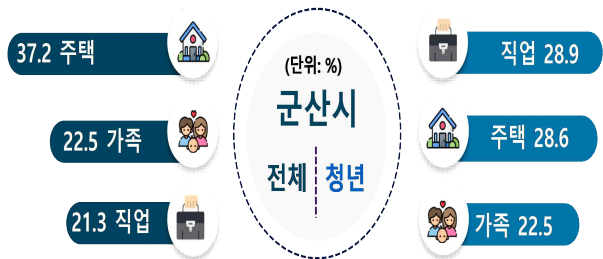 37.2 주택
22.5 가족
21.3 직업
(단위: %)
군산시
전체 청년
직업 28.9
주택 28.6
가족 22.5